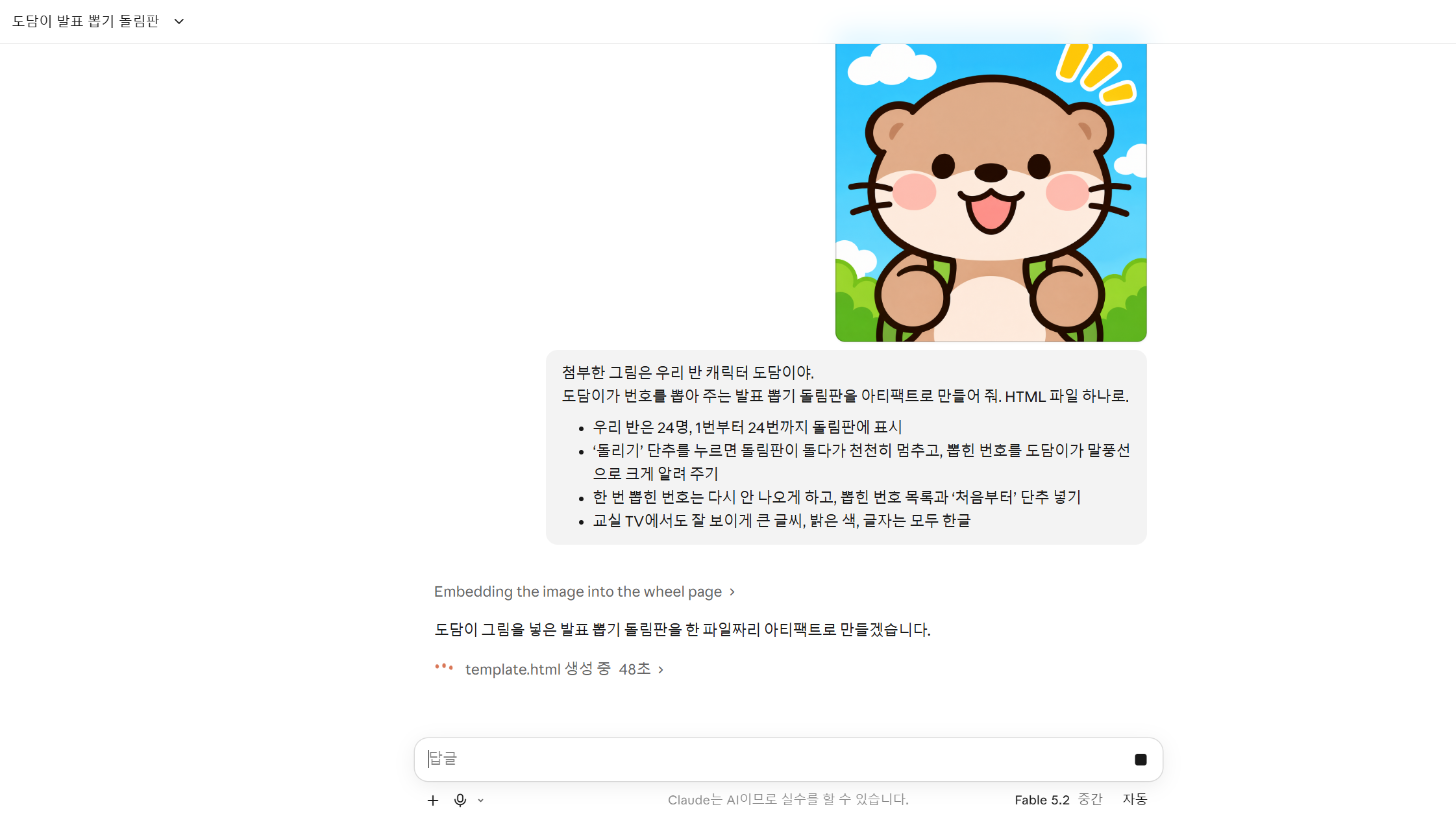 도담이 발표 뽑기 돌림판
첨부한 그림은 우리 반 캐릭터 도담이야.
도담이가 번호를 뽑아 주는 발표 뽑기 돌림판을 아티팩트로 만들어 줘. HTML 파일 하나로.
• 우리 반은 24명, 1번부터 24번까지 돌림판에 표시
• ‘돌리기’ 단추를 누르면 돌림판이 돌다가 천천히 멈추고, 뽑힌 번호를 도담이가 말풍선
으로 크게 알려 주기
• 한 번 뽑힌 번호는 다시 안 나오게 하고, 뽑힌 번호 목록과 ‘처음부터’ 단추 넣기
• 교실 TV에서도 잘 보이게 큰 글씨, 밝은 색, 글자는 모두 한글
Embedding the image into the wheel page
도담이 그림을 넣은 발표 뽑기 돌림판을 한 파일짜리 아티팩트로 만들겠습니다.
template.html 생성 중 48초
답글
Claude는 AI이므로 실수를 할 수 있습니다.
Fable 5.2 중간 자동